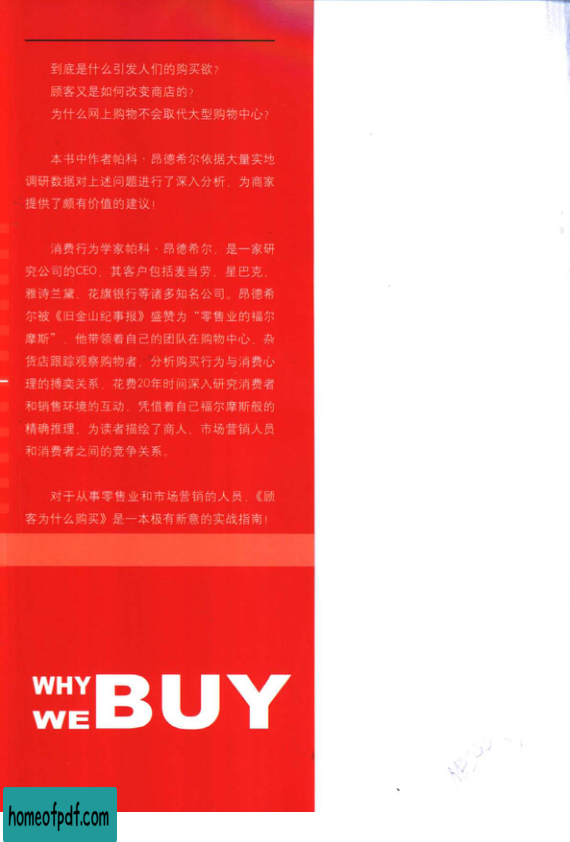 到底是什么引发人们的购买欲?
顾客又是如何改变商店的?
为什么网上购物不会取代大型购物中心?
本书中作者帕科·昂德希尔依据大量实地
调研数据对上述问题进行了深入分析，为商家
提供了颇有价值的建议!
消费行为学家帕科·昂德希尔，是一家研
究公司的CEO，其客户包括麦当劳、星巴克、
雅诗兰黛、花旗银行等诸多知名公司。昂德希
尔被《旧金山纪事报》盛赞为“零售业的福尔
摩斯”，他带领着自己的团队在购物中心、杂
货店跟踪观察购物者，分析购买行为与消费心
理的搏奕关系，花费20年时间深入研究消费者
和销售环境的互动，凭借着自己福尔摩斯般的
精确推理，为读者描绘了商人、市场营销人员
和消费者之间的竞争关系。
对于从事零售业和市场营销的人员，《顾
客为什么购买》是一本极有新意的实战指南!
WHY
WE BUY
homeofpdf.com